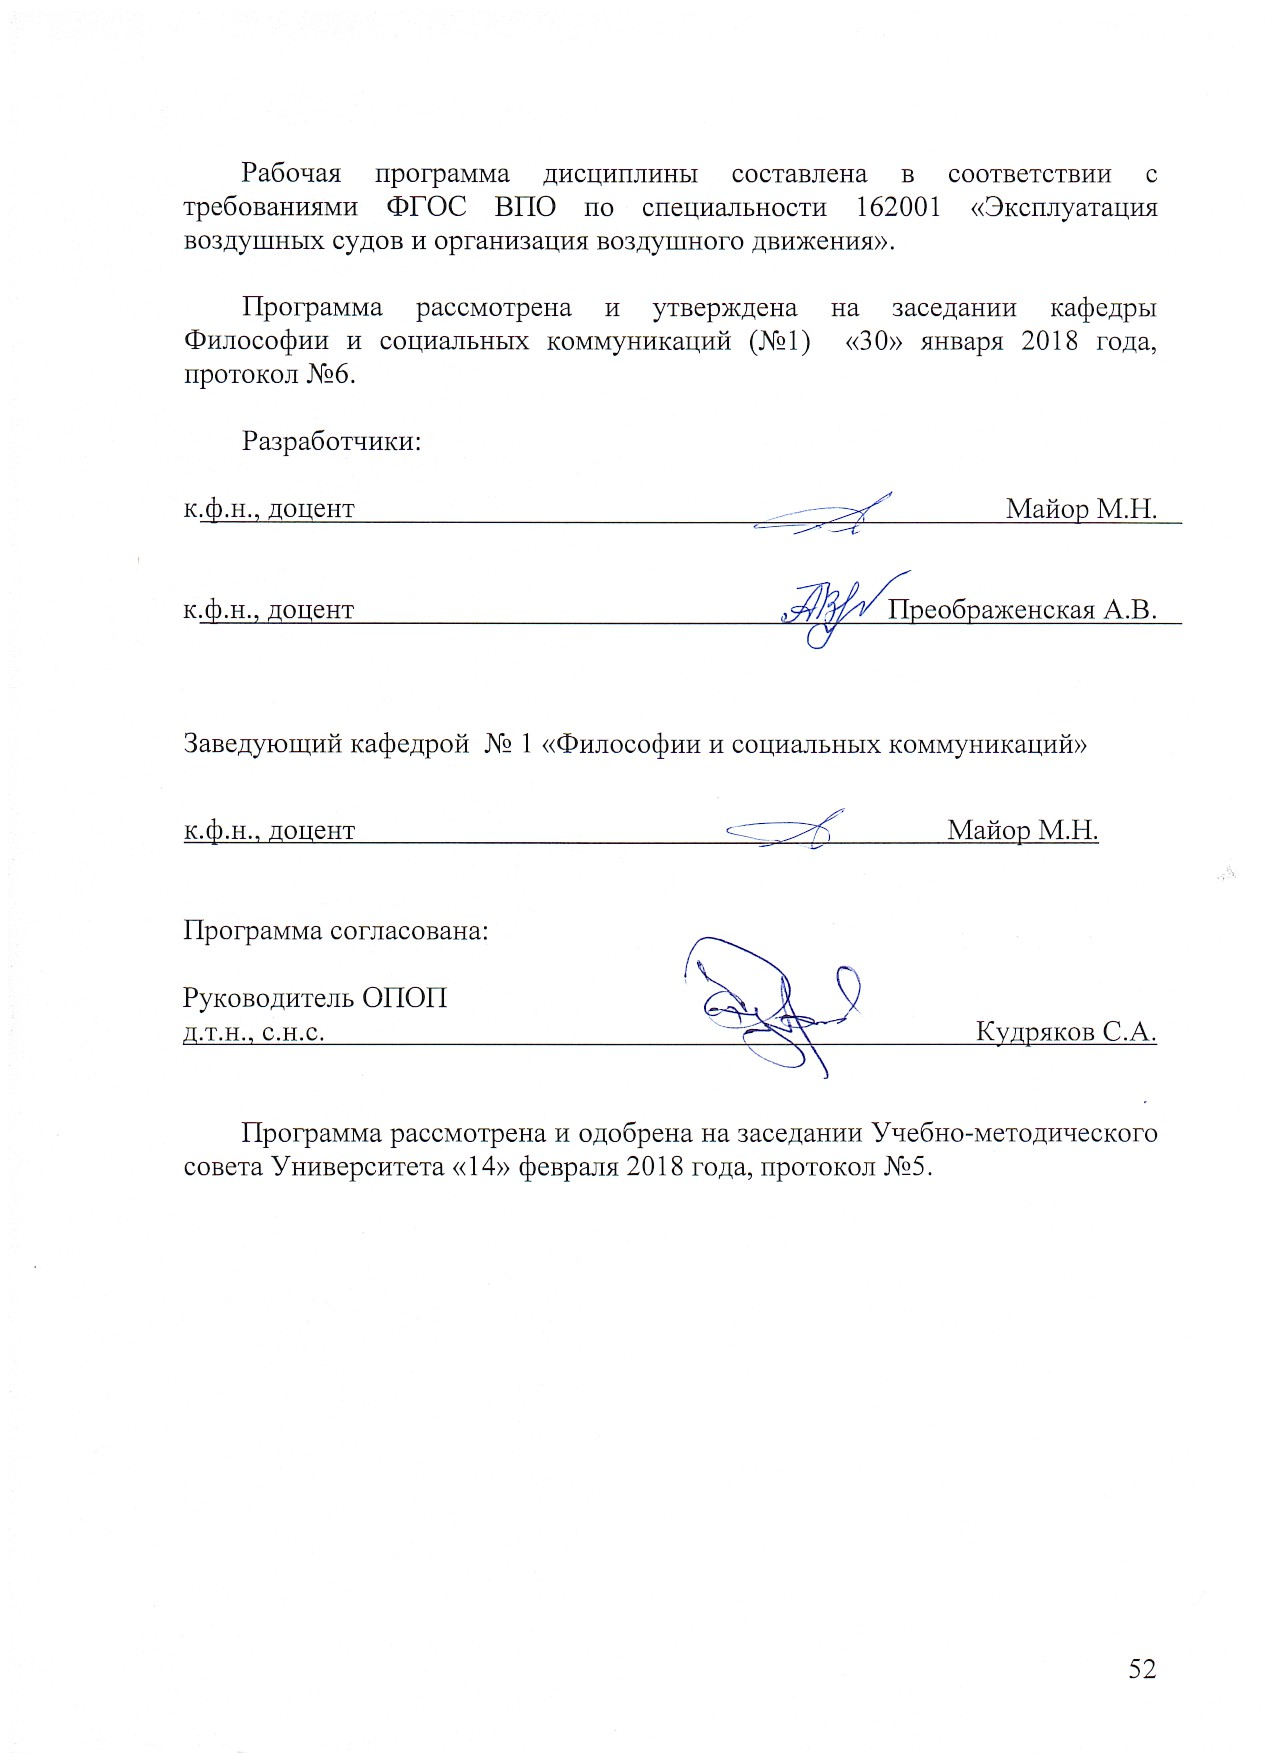 Рабочая программа дисциплины составлена в соответствии с
требованиями ФГОС ВПО по специальности 162001 «Эксплуатация
воздушных судов и организация воздушного движения».
Программа рассмотрена и утверждена на заседании кафедры
Философии и социальных коммуникаций (№1) «30» января 2018 года,
протокол №6.
Разработчики:
к.ф.н., доцент Майор М.Н.
к.ф.н., доцент Преображенская А.В.
Заведующий кафедрой № 1 «Философии и социальных коммуникаций»
к.ф.н., доцент Майор М.Н.
Программа согласована:
Руководитель ОПОП
д.т.н., с.н.с. Кудряков С.А.
Программа рассмотрена и одобрена на заседании Учебно-методического
совета Университета «14» февраля 2018 года, протокол №5.
52